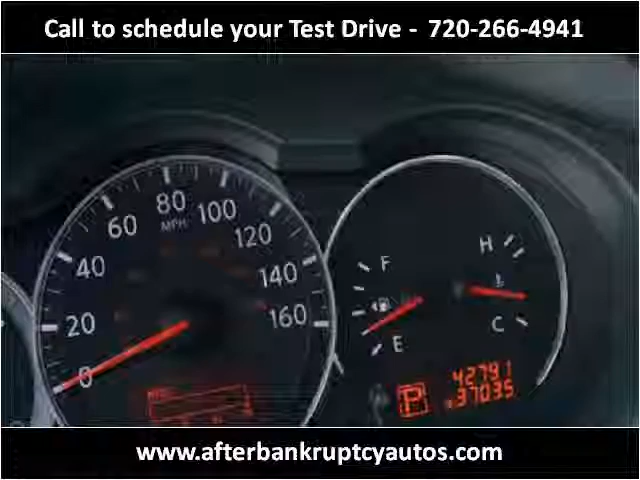 Call to schedule your Test Drive - 720-266-4941
0 20 40 60 80 100 120 140 160
MPH
F
E
H
C
P
42791
37035
www.afterbankruptcyautos.com